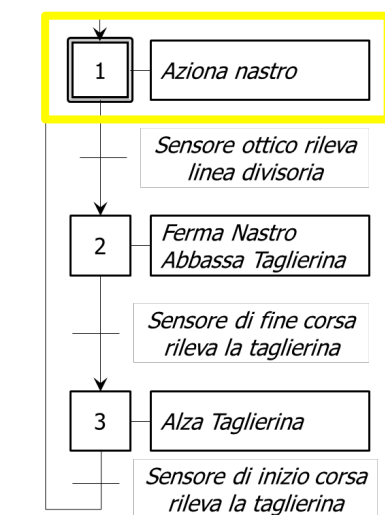 1
Aziona nastro
Sensore ottico rileva
linea divisoria
2
Ferma Nastro
Abbassa Taglierina
Sensore di fine corsa
rileva la taglierina
3
Alza Taglierina
Sensore di inizio corsa
rileva la taglierina